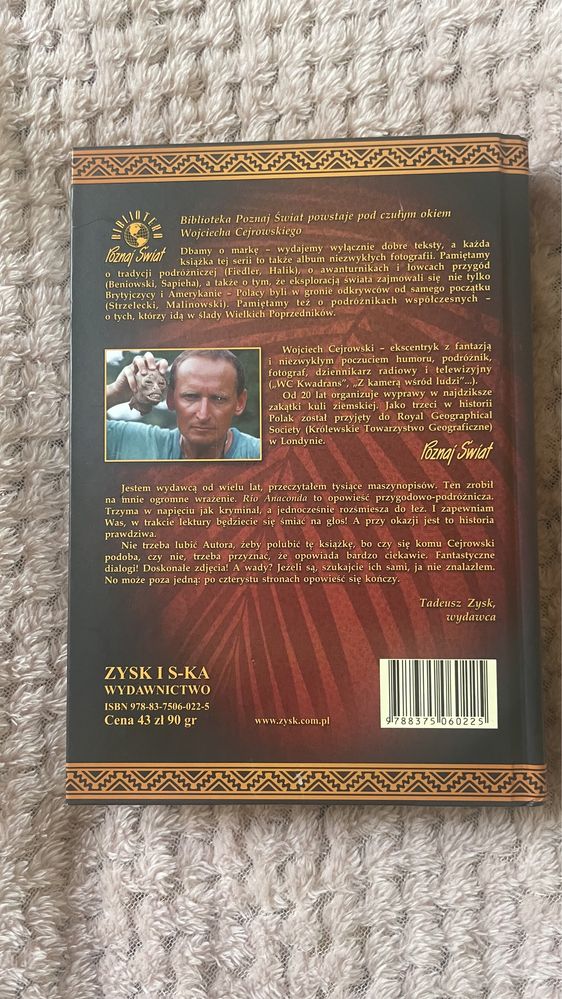 BIBLIOTEKA
Poznaj Świat
Biblioteka Poznaj Świat powstaje pod czułym okiem
Wojciecha Cejrowskiego
Dbamy o markę – wydajemy wyłącznie dobre teksty, a każda
książka tej serii to także album niezwykłych fotografii. Pamiętamy
o tradycji podróżniczej (Fiedler, Halik), o awanturnikach i łowcach przygód
(Beniowski, Sapieha), a także o tym, że eksploracją świata zajmowali się nie tylko
Brytyjczycy i Amerykanie – Polacy byli w gronie odkrywców od samego początku
(Strzelecki, Malinowski). Pamiętamy też o podróżnikach współczesnych –
o tych, którzy idą w ślady Wielkich Poprzedników.
Wojciech Cejrowski – ekscentryk z fantazją
i niezwykłym poczuciem humoru, podróżnik,
fotograf, dziennikarz radiowy i telewizyjny
(„WC Kwadrans”, „Z kamerą wśród ludzi”...).
Od 20 lat organizuje wyprawy w najdziksze
zakątki kuli ziemskiej. Jako trzeci w historii
Polak został przyjęty do Royal Geographical
Society (Królewskie Towarzystwo Geograficzne)
w Londynie.
Poznaj Świat
Jestem wydawcą od wielu lat, przeczytałem tysiące maszynopisów. Ten zrobił
na mnie ogromne wrażenie. Rio Anaconda to opowieść przygodowo-podróżnicza.
Trzyma w napięciu jak kryminał, a jednocześnie rozśmiesza do łez. I zapewniam
Was, w trakcie lektury będziecie się śmiać na głos! A przy okazji jest to historia
prawdziwa.
Nie trzeba lubić Autora, żeby polubić tę książkę, bo czy się komu Cejrowski
podoba, czy nie, trzeba przyznać, że opowiada bardzo ciekawie. Fantastyczne
dialogi! Doskonałe zdjęcia! A wady? Jeżeli są, szukajcie ich sami, ja nie znalazłem.
No może poza jedną: po czterystu stronach opowieść się kończy.
Tadeusz Zysk,
wydawca
ZYSK I S-KA
WYDAWNICTWO
ISBN 978-83-7506-022-5
Cena 43 zł 90 gr
www.zysk.com.pl
9788375060225